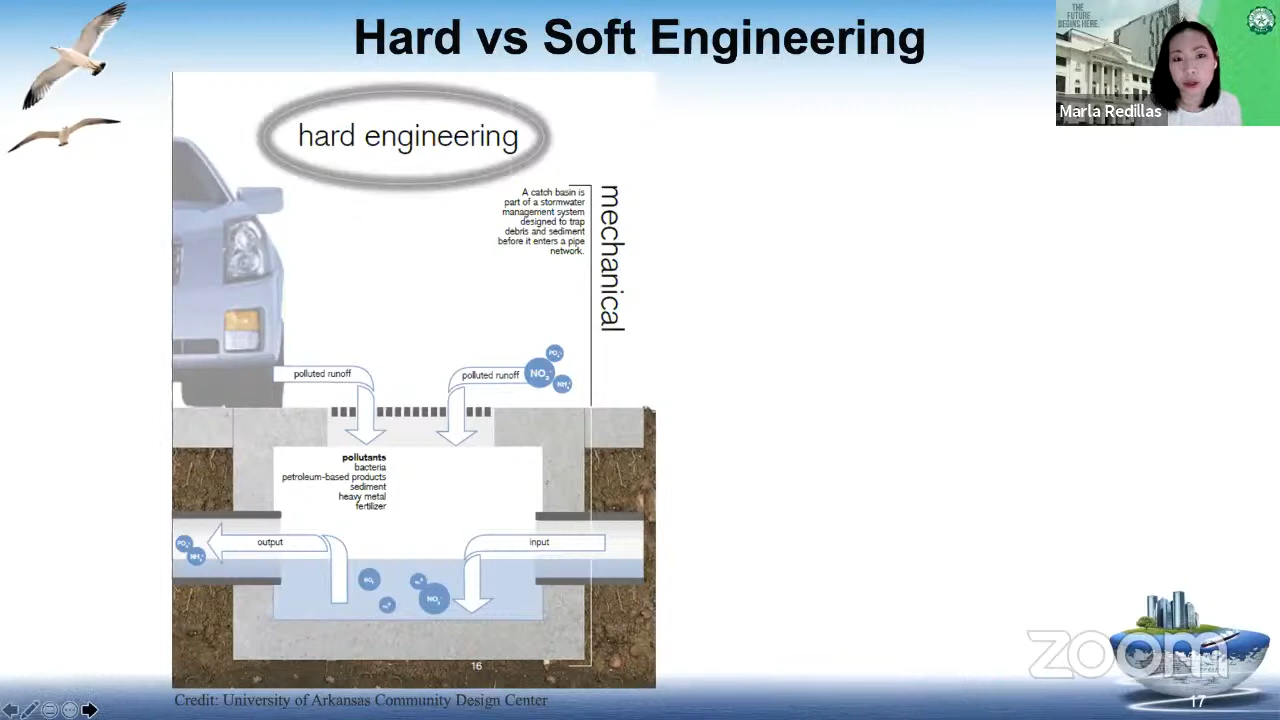 Hard vs Soft Engineering
THE
FUTURE
BEGINS HERE.
Marla Redillas
hard engineering
A catch basin is
part of a stormwater
management system
designed to trap
debris and sediment
before it enters a pipe
network.
mechanical
polluted runoff
polluted runoff
NO
pollutants
bacteria
petroleum-based products
sediment
heavy metal
fertilizer
output
input
NO
16
Credit: University of Arkansas Community Design Center
zoom
17